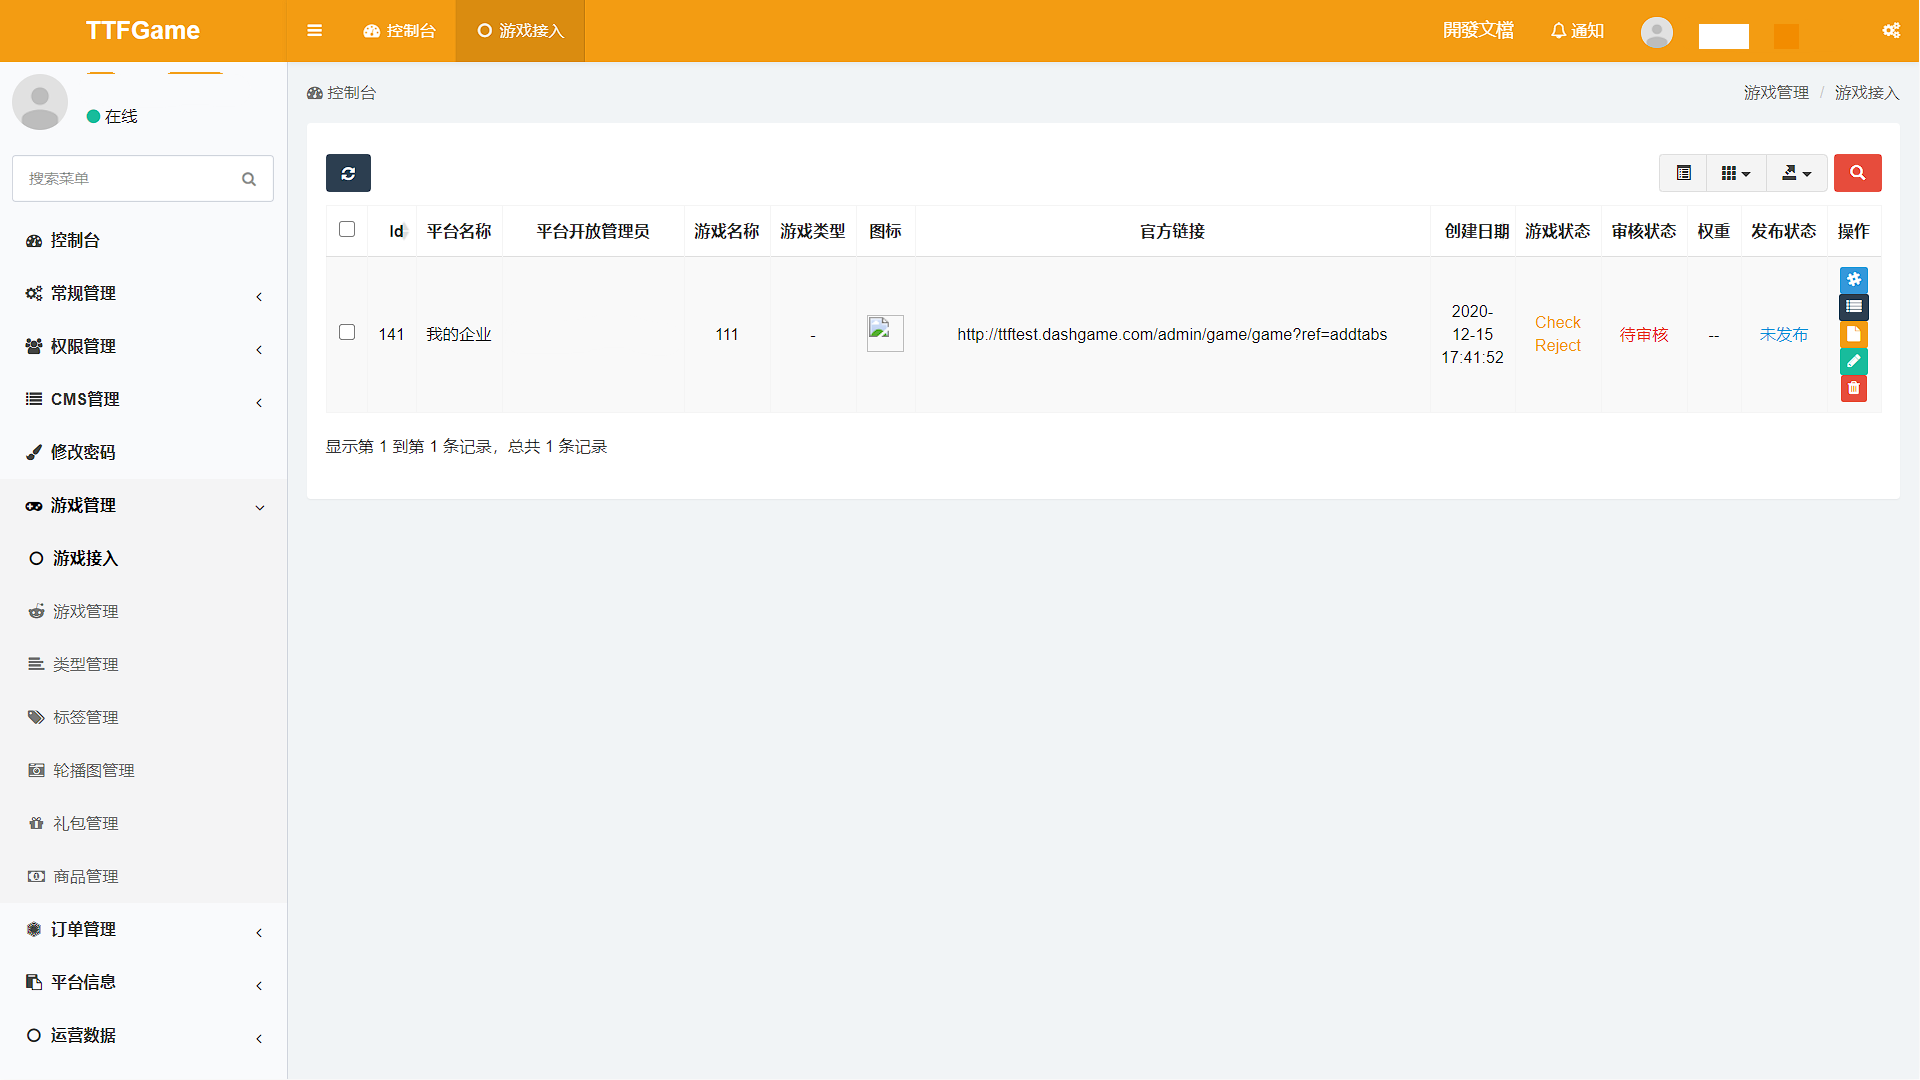 TTFGame
控制台
游戏接入
開發文檔
通知
在线
搜索菜单
控制台
常规管理
权限管理
CMS管理
修改密码
游戏管理
游戏接入
游戏管理
类型管理
标签管理
轮播图管理
礼包管理
商品管理
订单管理
平台信息
运营数据
控制台
游戏管理 / 游戏接入
Id 平台名称 平台开放管理员 游戏名称 游戏类型 图标 官方链接 创建日期 游戏状态 审核状态 权重 发布状态 操作
141 我的企业 111 - http://ttftest.dashgame.com/admin/game/game?ref=addtabs 2020-12-15 17:41:52 Check Reject 待审核 -- 未发布
显示第 1 到第 1 条记录，总共 1 条记录